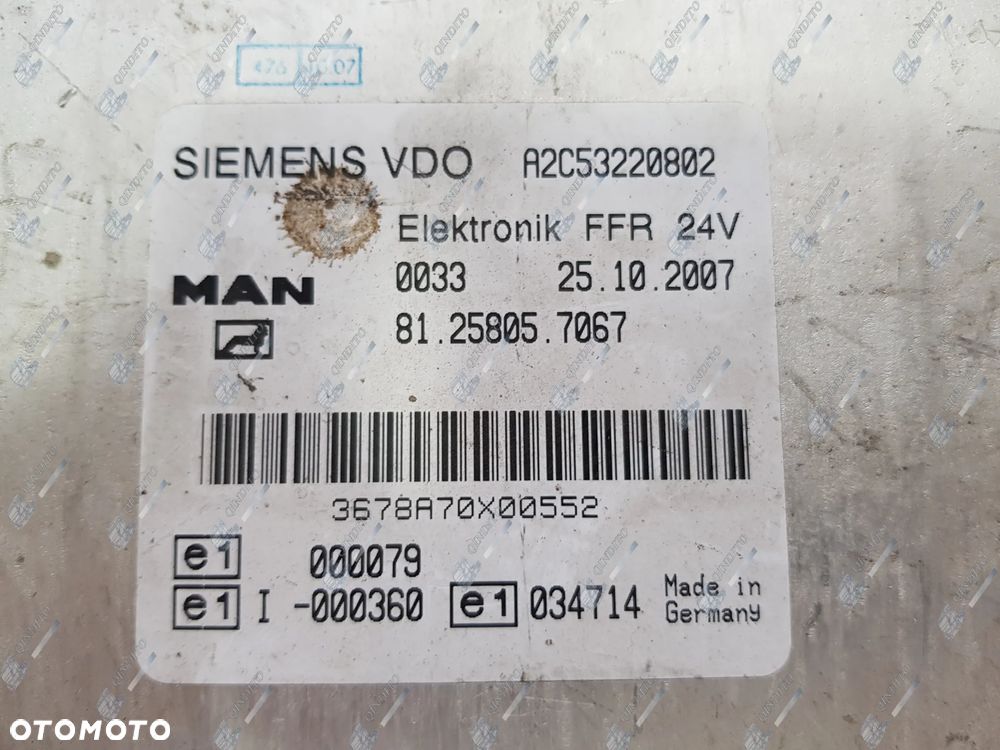 SIEMENS VDO A2C53220802
Elektronik FFR 24V
MAN 0033 25.10.2007
81.25805.7067
3678A70X00552
e1 000079
e1 I -000360 e1 034714 Made in
Germany
OTOMOTO
QINDITO